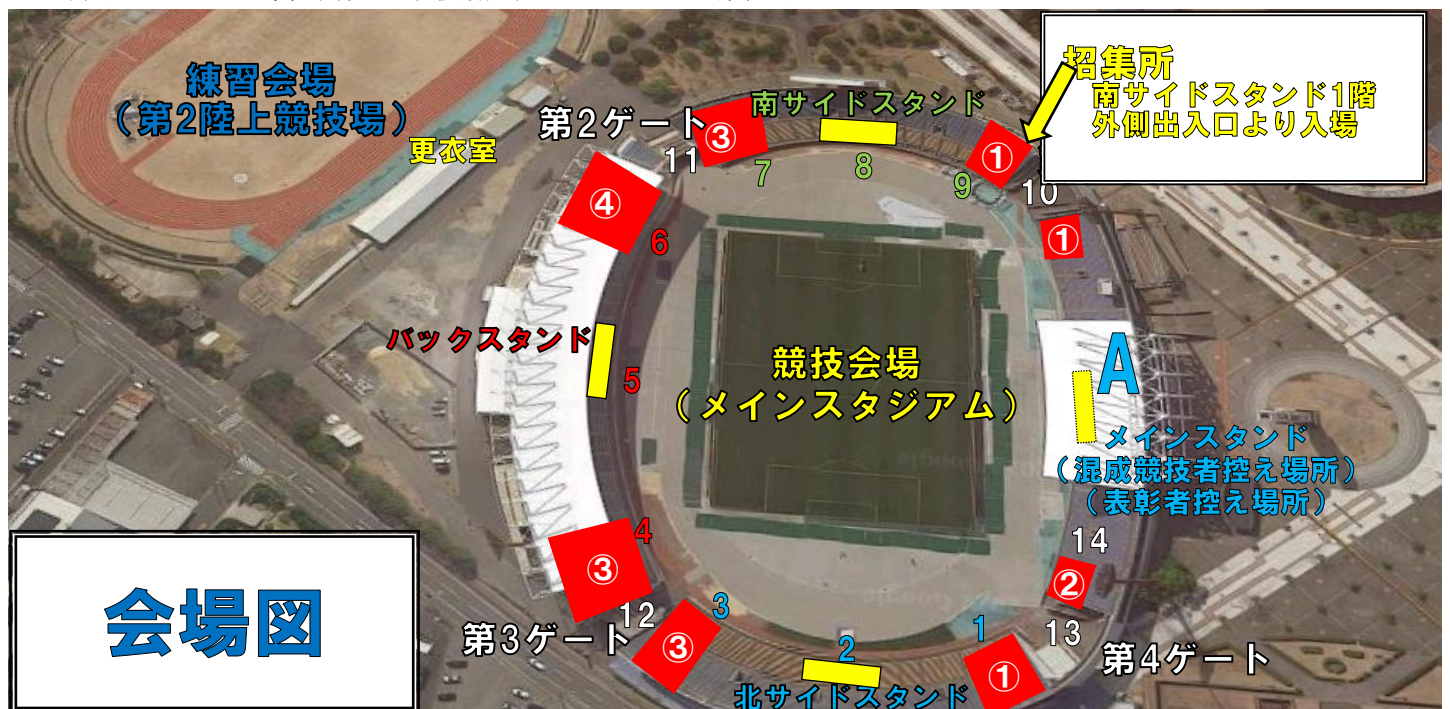 練習会場
（第2陸上競技場）
更衣室
第2ゲート
南サイドスタンド
招集所
南サイドスタンド1階
外側出入口より入場
③
①
①
④
11
7
8
9
10
6
バックスタンド
5
競技会場
（メインスタジアム）
A
メインスタンド
（混成競技者控え場所）
（表彰者控え場所）
4
③
14
②
13
12
3
2
1
第3ゲート
③
①
第4ゲート
北サイドスタンド
会場図